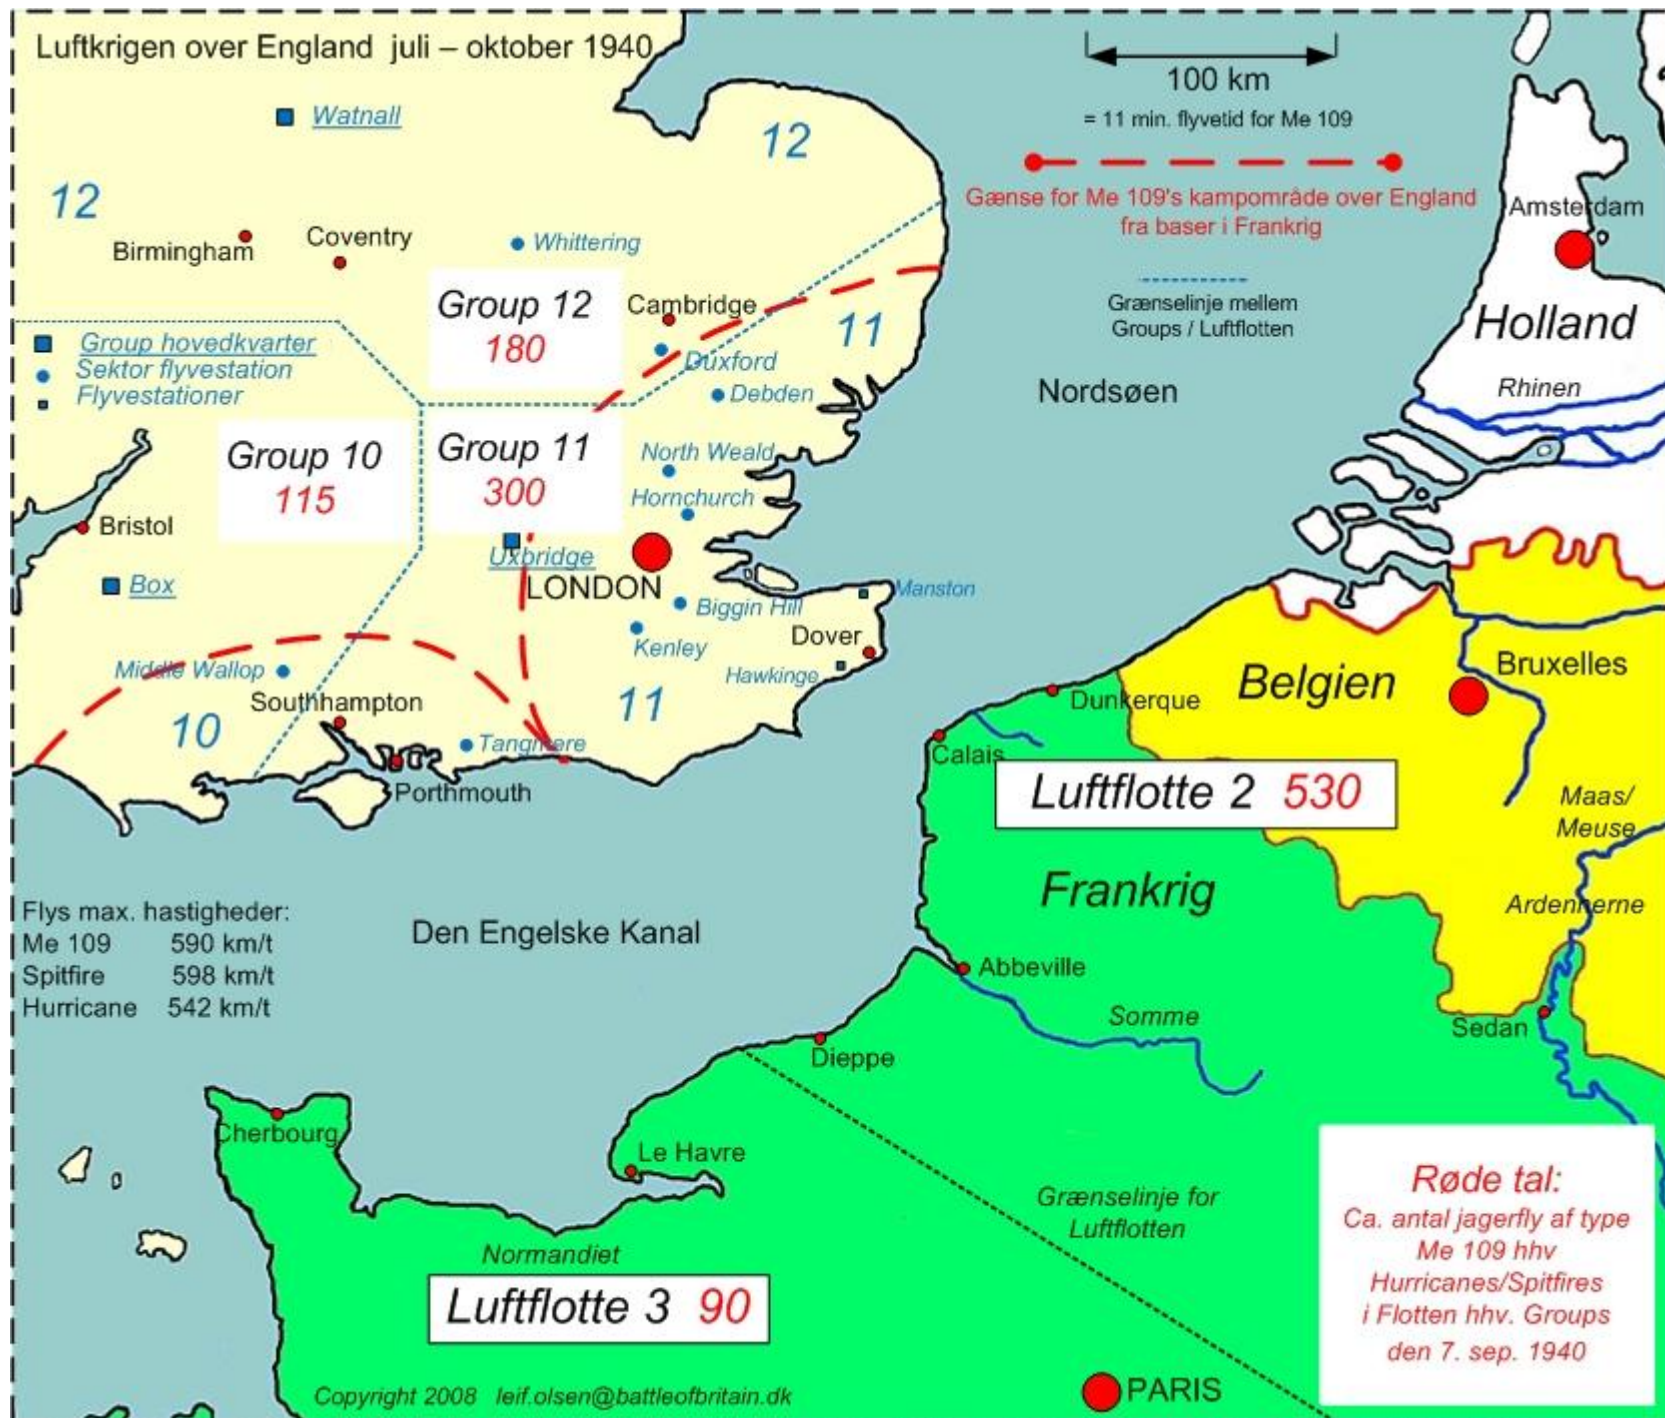 Luftkrigen over England juli – oktober 1940
100 km
= 11 min. flyvetid for Me 109
Gænse for Me 109's kampområde over England
fra baser i Frankrig
Grænselinje mellem
Groups / Luftflotten
Watnall
12
12
Birmingham
Coventry
Whittering
Group 12
180
Cambridge
11
Duxford
Debden
Group hovedkvarter
Sektor flyvestation
Flyvestationer
Group 10
115
Group 11
300
North Weald
Hornchurch
Bristol
Box
Uxbridge
LONDON
Biggin Hill
Kenley
Manston
Dover
Hawkinge
Middle Wallop
Southhampton
10
11
Tangmere
Porthmouth
Nordsøen
Amsterdam
Holland
Rhinen
Belgien
Bruxelles
Dunkerque
Calais
Luftflotte 2 530
Maas/
Meuse
Frankrig
Ardennerne
Flys max. hastigheder:
Me 109 590 km/t
Spitfire 598 km/t
Hurricane 542 km/t
Den Engelske Kanal
Abbeville
Somme
Sedan
Dieppe
Cherbourg
Le Havre
Grænselinje for
Luftflotten
Normandiet
Luftflotte 3 90
Røde tal:
Ca. antal jagerfly af type
Me 109 hhv
Hurricanes/Spitfires
i Flotten hhv. Groups
den 7. sep. 1940
Copyright 2008 leif.olsen@battleofbritain.dk
PARIS